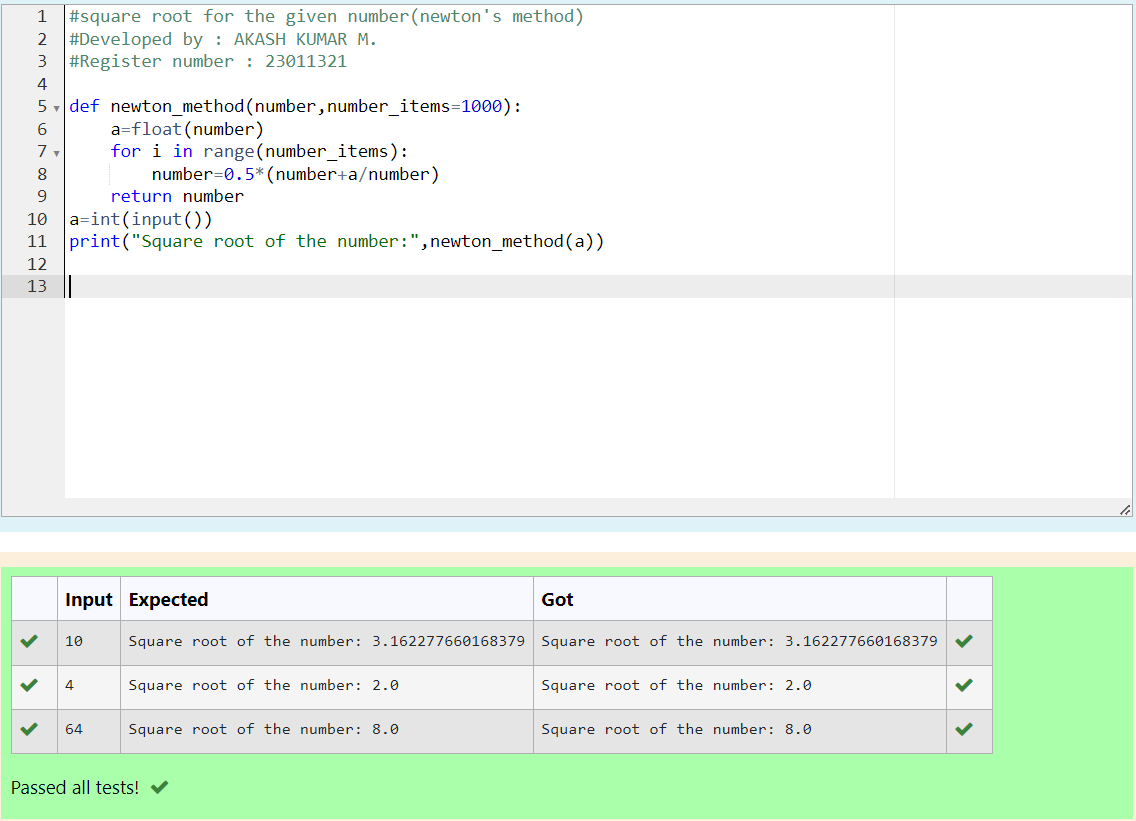 1 #square root for the given number(newton's method)
2 #Developed by : AKASH KUMAR M.
3 #Register number : 23011321
4
5 def newton_method(number,number_items=1000):
6     a=float(number)
7     for i in range(number_items):
8         number=0.5*(number+a/number)
9     return number
10 a=int(input())
11 print("Square root of the number:",newton_method(a))
12
13
Input Expected Got
10 Square root of the number: 3.162277660168379 Square root of the number: 3.162277660168379
4 Square root of the number: 2.0 Square root of the number: 2.0
64 Square root of the number: 8.0 Square root of the number: 8.0
Passed all tests!